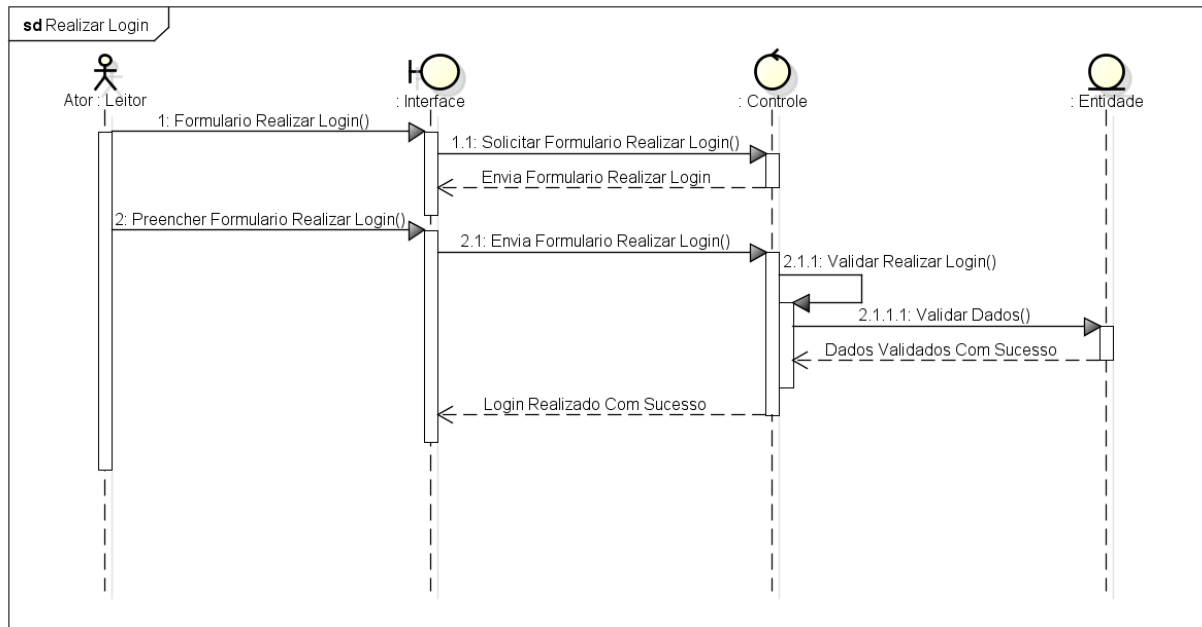 sd Realizar Login
Ator : Leitor
: Interface
: Controle
: Entidade
1: Formulario Realizar Login()
1.1: Solicitar Formulario Realizar Login()
Envia Formulario Realizar Login
2: Preencher Formulario Realizar Login()
2.1: Envia Formulario Realizar Login()
2.1.1: Validar Realizar Login()
2.1.1.1: Validar Dados()
Dados Validados Com Sucesso
Login Realizado Com Sucesso